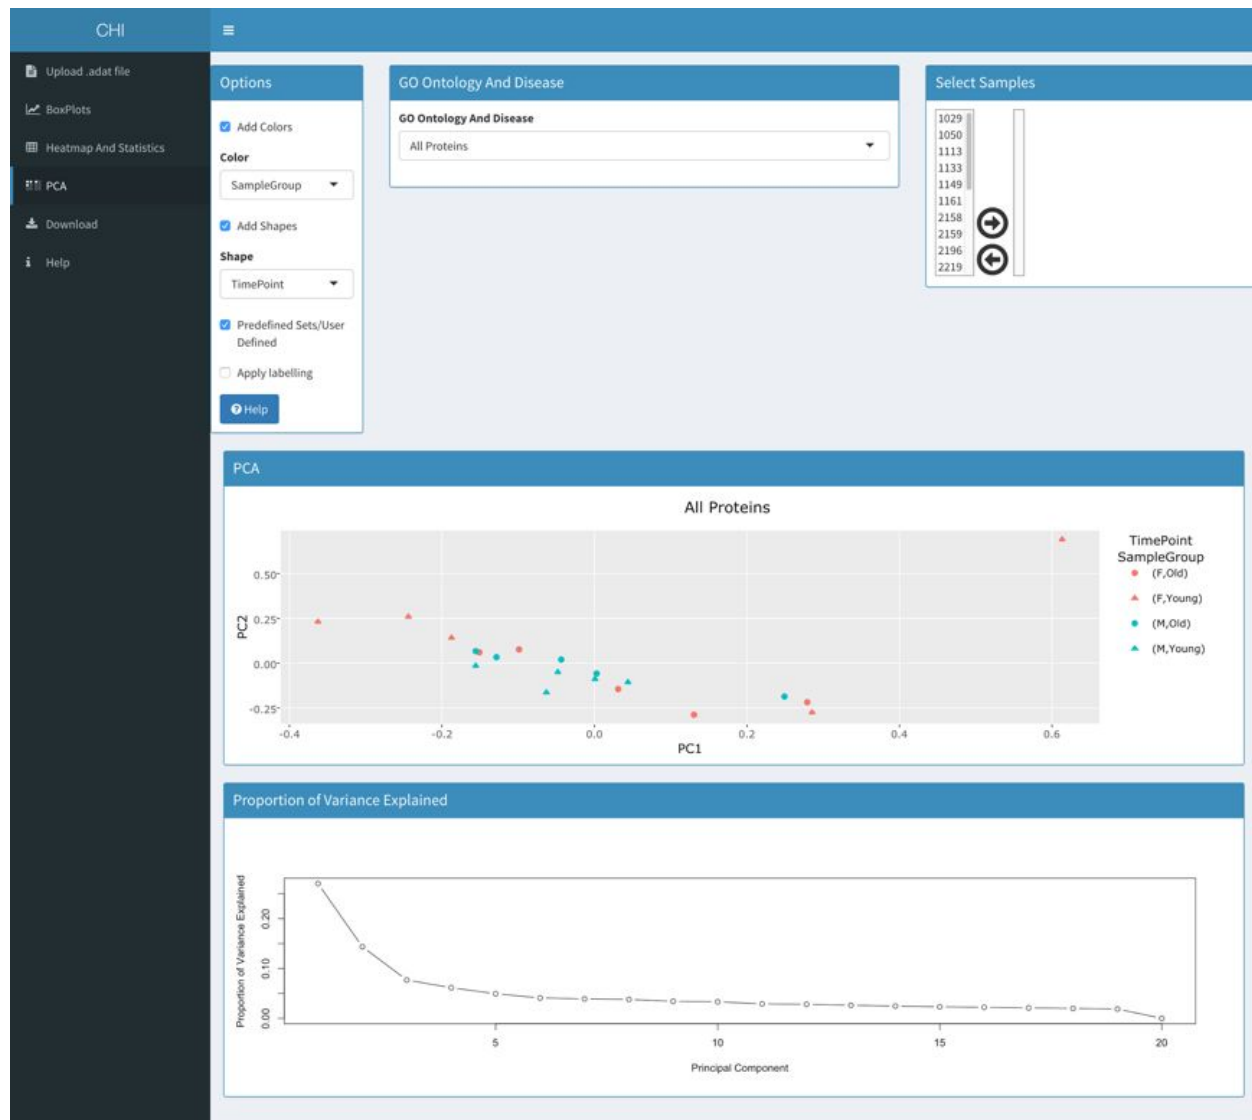 CHI
Upload .adat file
BoxPlots
Heatmap And Statistics
PCA
Download
Help
Options
Add Colors
Color
SampleGroup
Add Shapes
Shape
TimePoint
Predefined Sets/User
Defined
Apply labelling
Help
GO Ontology And Disease
GO Ontology And Disease
All Proteins
Select Samples
1029
1050
1113
1133
1149
1161
2158
2159
2196
2219
PCA
All Proteins
PC2
0.50
0.25
0.00
-0.25
-0.4
-0.2
0.0
0.2
0.4
0.6
PC1
TimePoint
SampleGroup
(F,Old)
(F,Young)
(M,Old)
(M,Young)
Proportion of Variance Explained
Proportion of Variance Explained
0.20
0.10
0.00
5
10
15
20
Principal Component